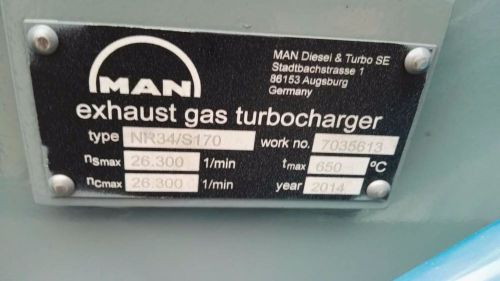 MAN
MAN Diesel & Turbo SE
Stadtbachstrasse 1
86153 Augsburg
Germany
exhaust gas turbocharger
type NR34/S170 work no. 7035613
nsmax 26.300 1/min tmax 650 °C
ncmax 26.300 1/min year 2014